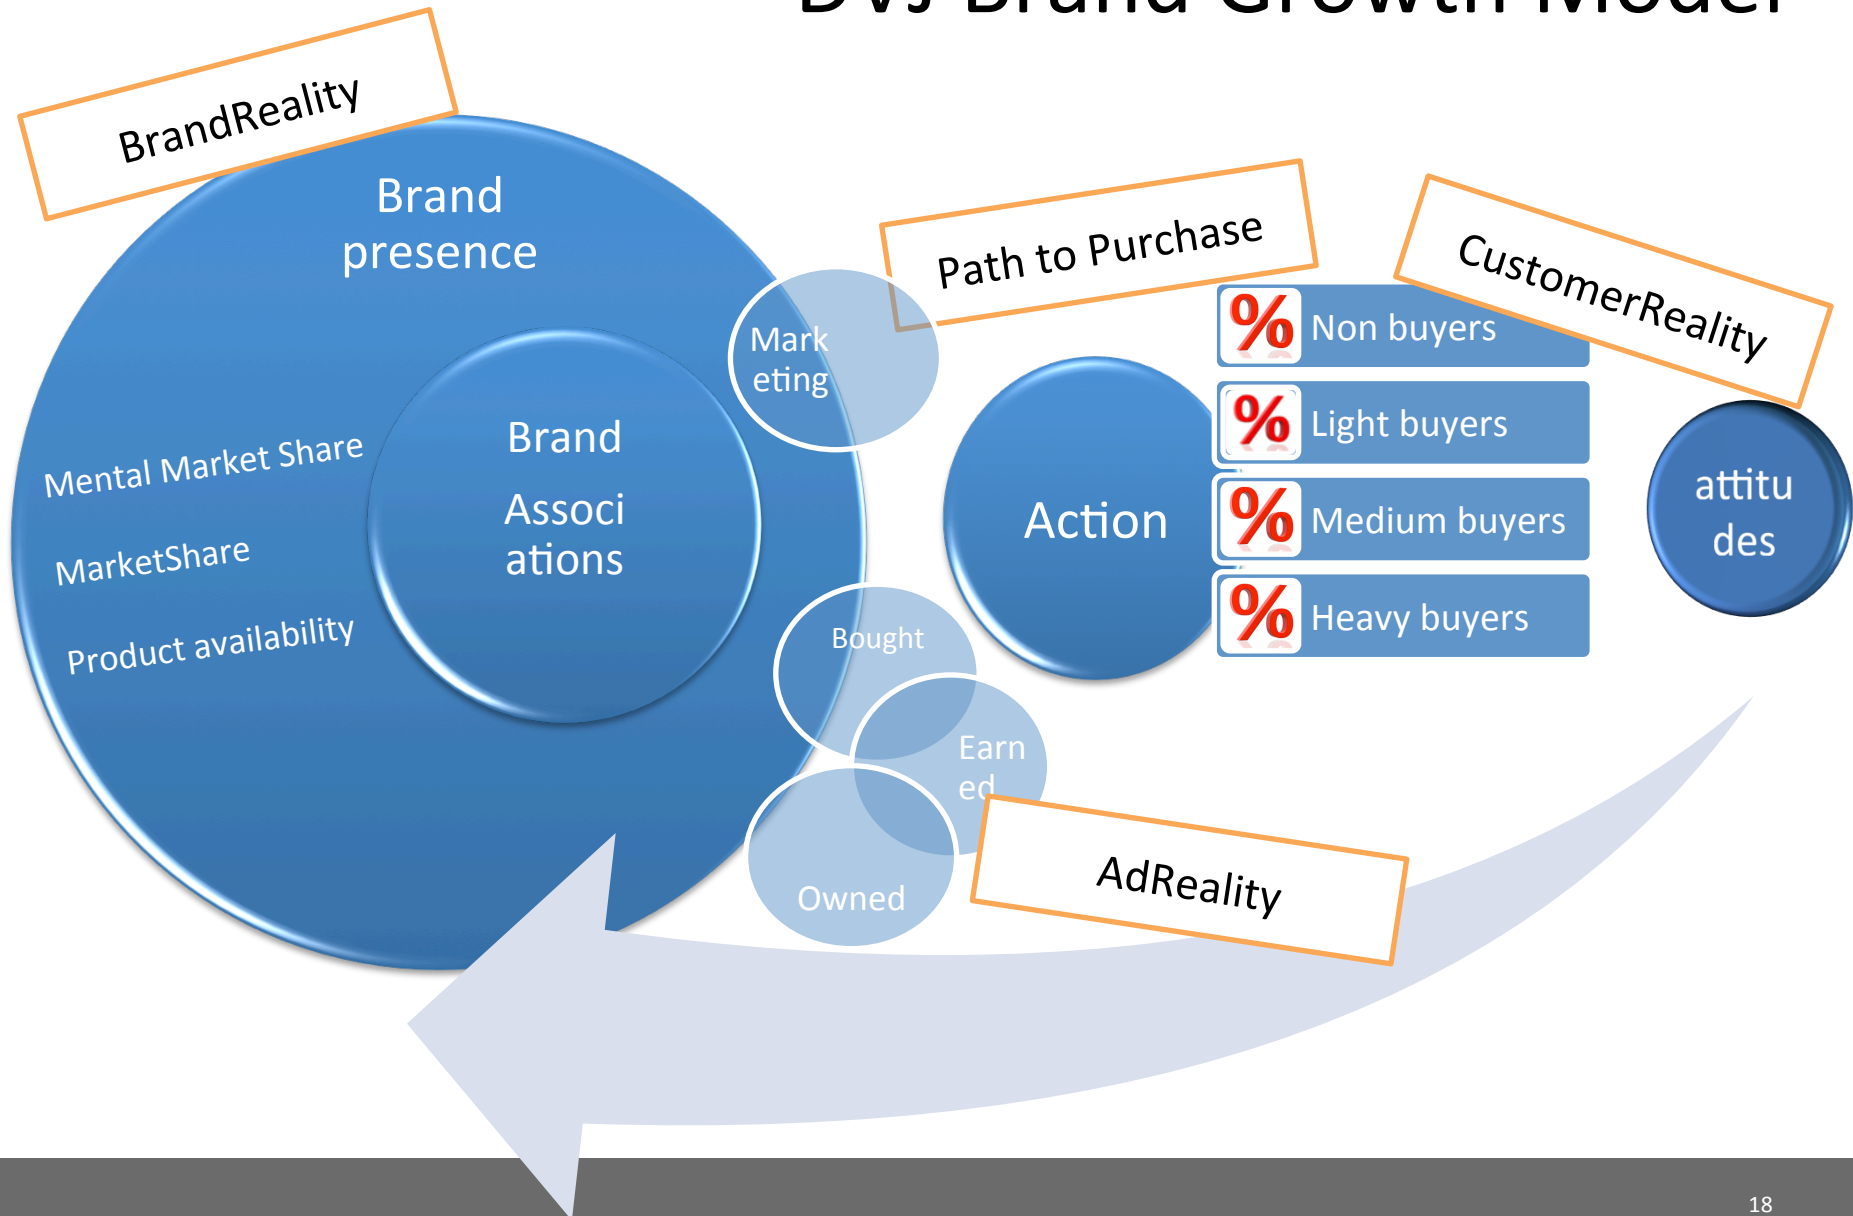 DVJ Brand Growth Model
BrandReality
Brand
presence
Path to Purchase
CustomerReality
Mark
eting
Non buyers
Light buyers
Medium buyers
Heavy buyers
Mental Market Share
MarketShare
Product availability
Brand
Associ
ations
Action
attitu
des
Bought
Earn
ed
Owned
AdReality
18